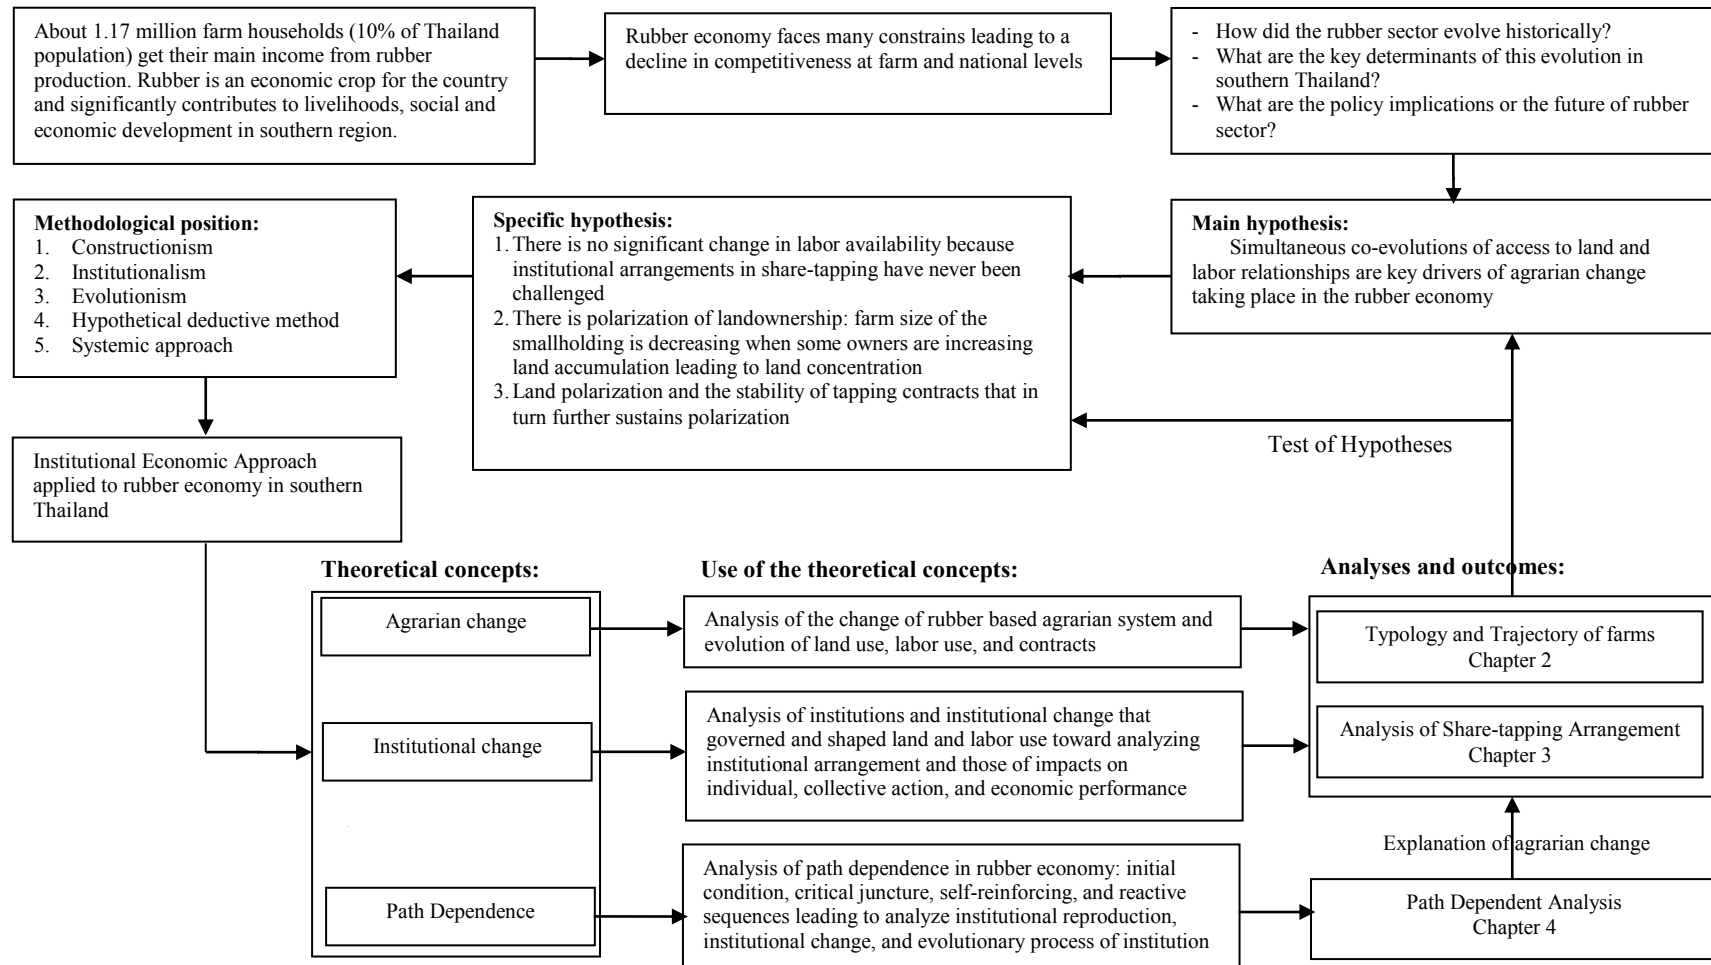 About 1.17 million farm households (10% of Thailand
population) get their main income from rubber
production. Rubber is an economic crop for the country
and significantly contributes to livelihoods, social and
economic development in southern region.
Rubber economy faces many constrains leading to a
decline in competitiveness at farm and national levels
- How did the rubber sector evolve historically?
- What are the key determinants of this evolution in
southern Thailand?
- What are the policy implications or the future of rubber
sector?
Main hypothesis:
Simultaneous co-evolutions of access to land and
labor relationships are key drivers of agrarian change
taking place in the rubber economy
Specific hypothesis:
1. There is no significant change in labor availability because
institutional arrangements in share-tapping have never been
challenged
2. There is polarization of landownership: farm size of the
smallholding is decreasing when some owners are increasing
land accumulation leading to land concentration
3. Land polarization and the stability of tapping contracts that in
turn further sustains polarization
Methodological position:
1. Constructionism
2. Institutionalism
3. Evolutionism
4. Hypothetical deductive method
5. Systemic approach
Test of Hypotheses
Institutional Economic Approach
applied to rubber economy in southern
Thailand
Theoretical concepts:
Use of the theoretical concepts:
Analyses and outcomes:
Agrarian change
Analysis of the change of rubber based agrarian system and
evolution of land use, labor use, and contracts
Typology and Trajectory of farms
Chapter 2
Institutional change
Analysis of institutions and institutional change that
governed and shaped land and labor use toward analyzing
institutional arrangement and those of impacts on
individual, collective action, and economic performance
Analysis of Share-tapping Arrangement
Chapter 3
Explanation of agrarian change
Path Dependence
Analysis of path dependence in rubber economy: initial
condition, critical juncture, self-reinforcing, and reactive
sequences leading to analyze institutional reproduction,
institutional change, and evolutionary process of institution
Path Dependent Analysis
Chapter 4